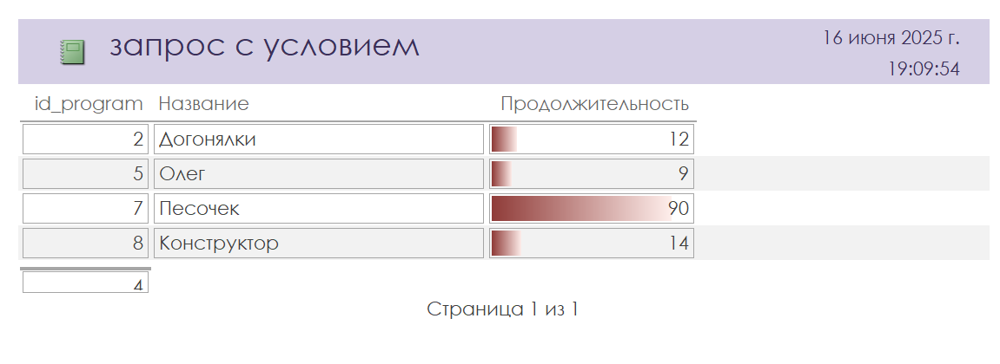 запрос с условием
16 июня 2025 г.
19:09:54
id_program Название Продолжительность
2 Догонялки 12
5 Олег 9
7 Песочек 90
8 Конструктор 14
4
Страница 1 из 1